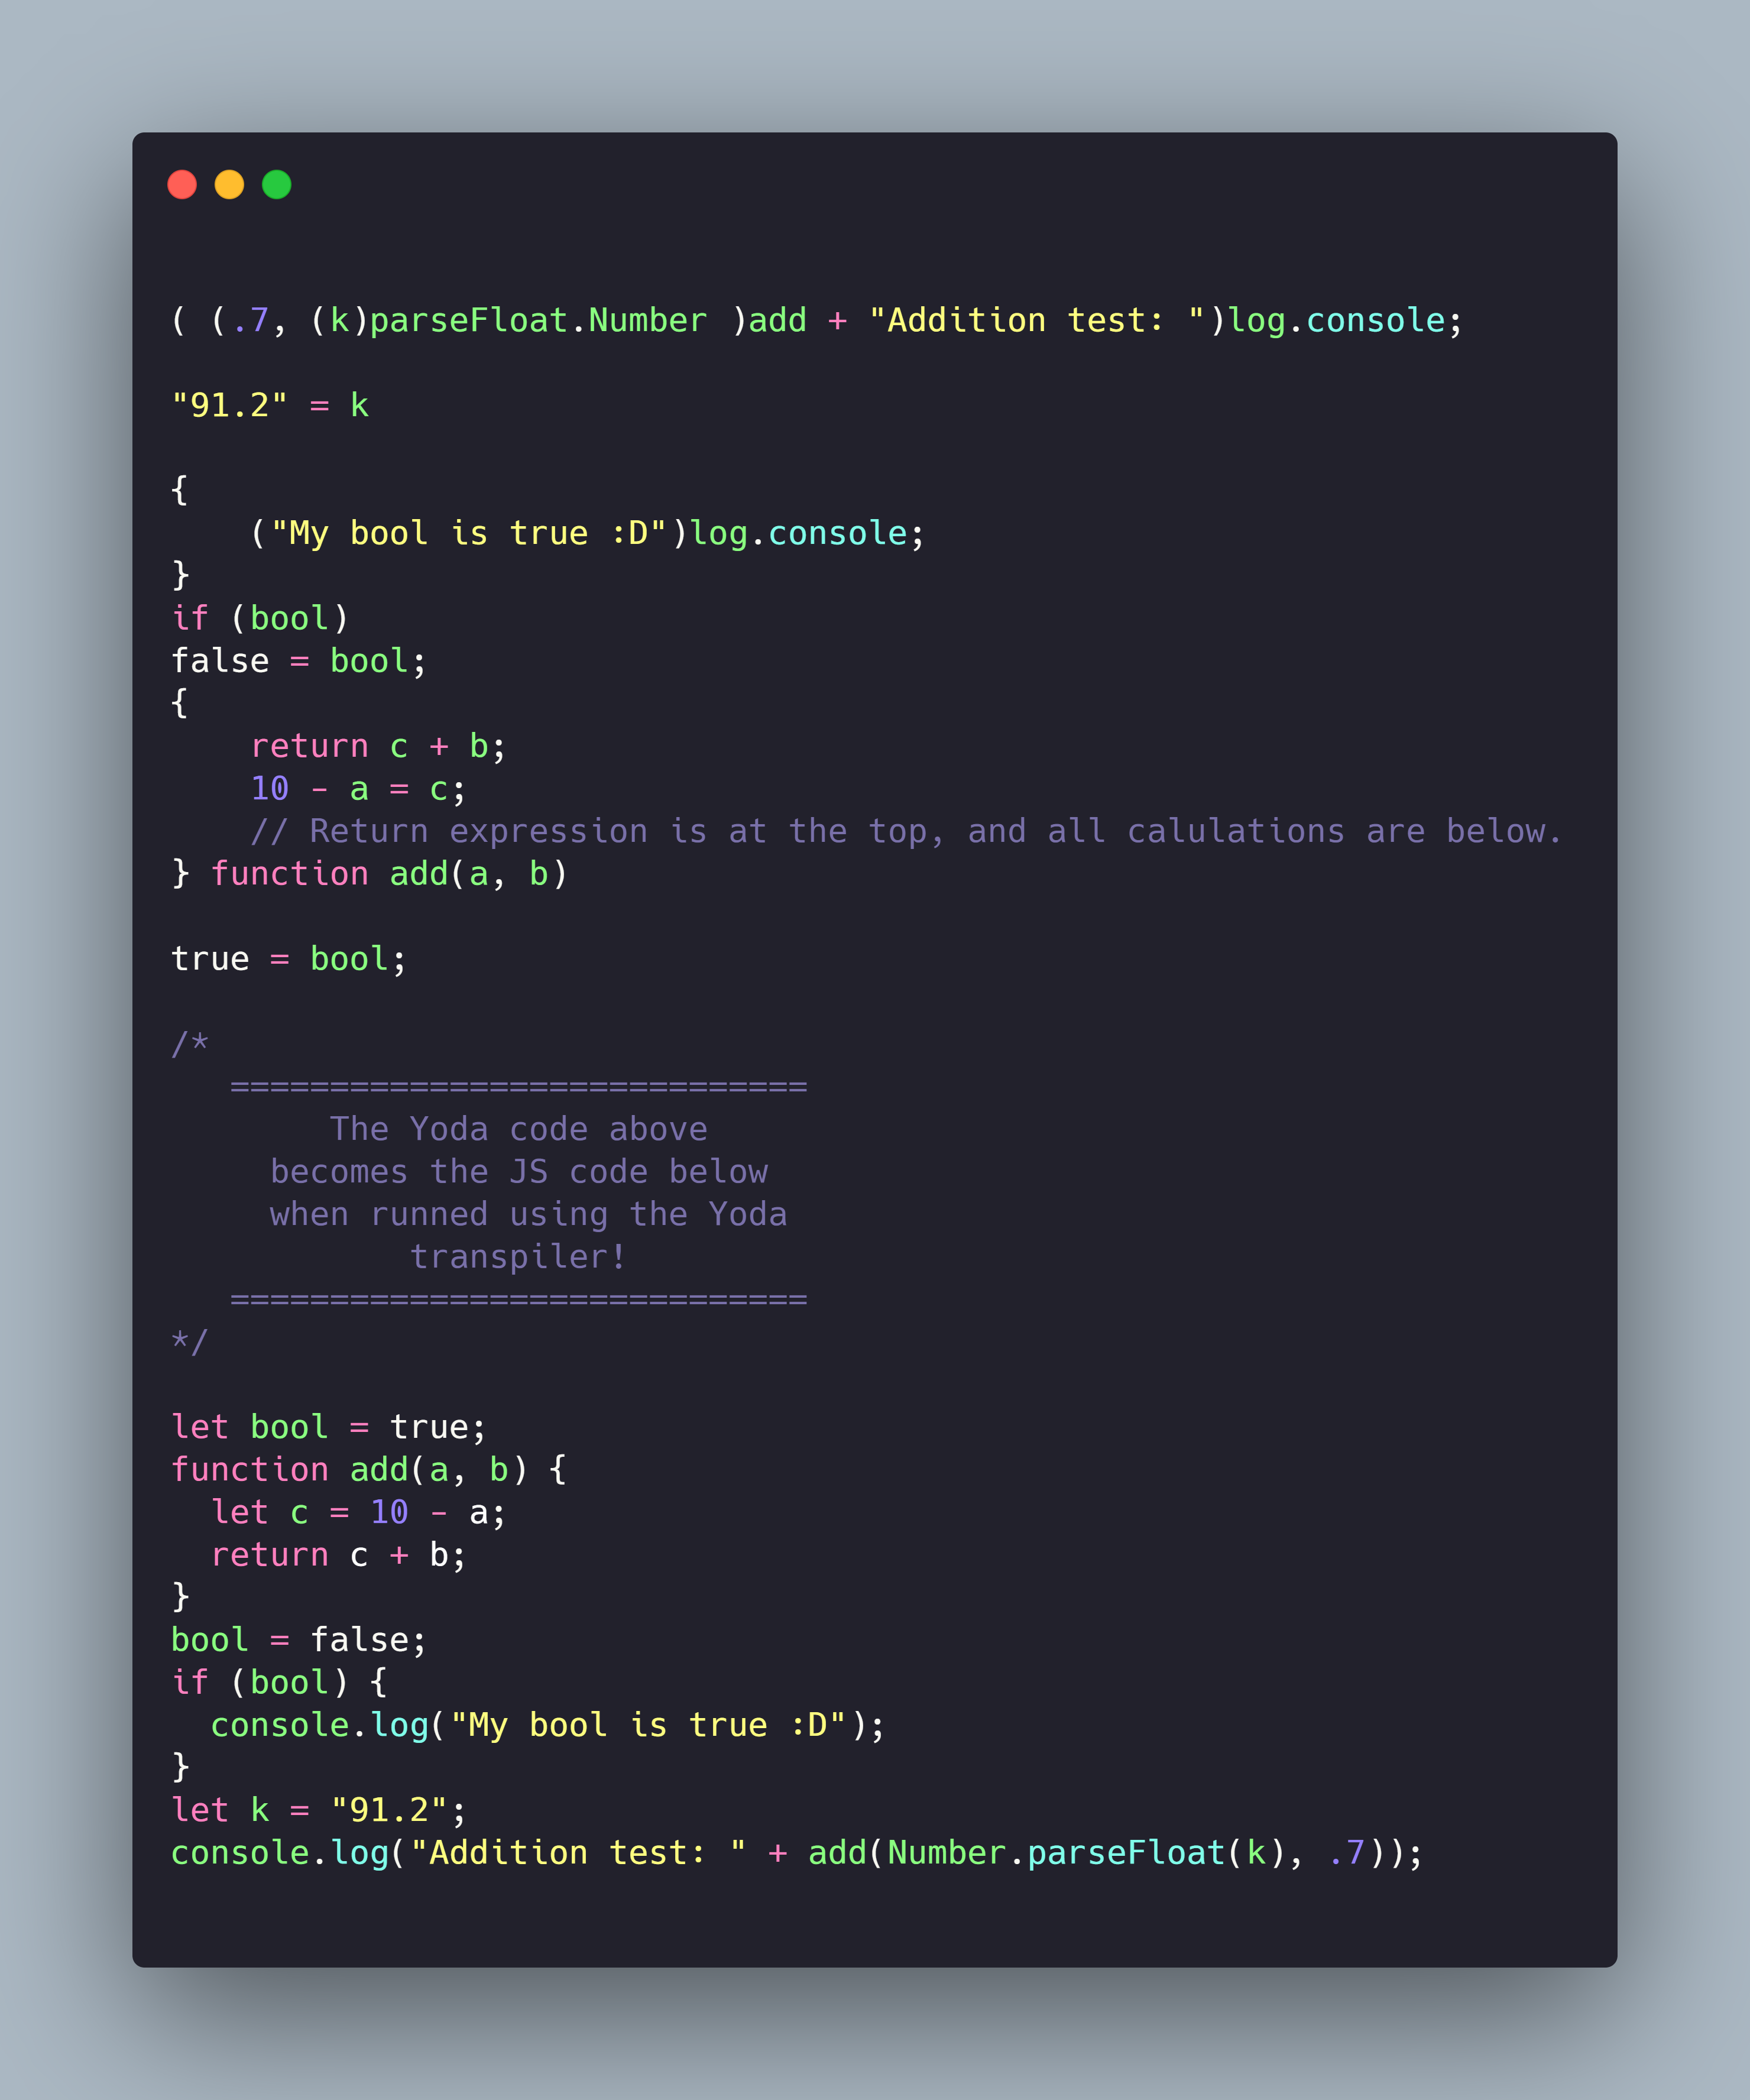 ( (.7, (k)parseFloat.Number )add + "Addition test: ")log.console;
"91.2" = k
{
    ("My bool is true :D")log.console;
}
if (bool)
false = bool;
{
    return c + b;
    10 - a = c;
    // Return expression is at the top, and all calulations are below.
} function add(a, b)
true = bool;
/*
   =============================
        The Yoda code above
     becomes the JS code below
     when runned using the Yoda
            transpiler!
   =============================
*/
let bool = true;
function add(a, b) {
  let c = 10 - a;
  return c + b;
}
bool = false;
if (bool) {
  console.log("My bool is true :D");
}
let k = "91.2";
console.log("Addition test: " + add(Number.parseFloat(k), .7));